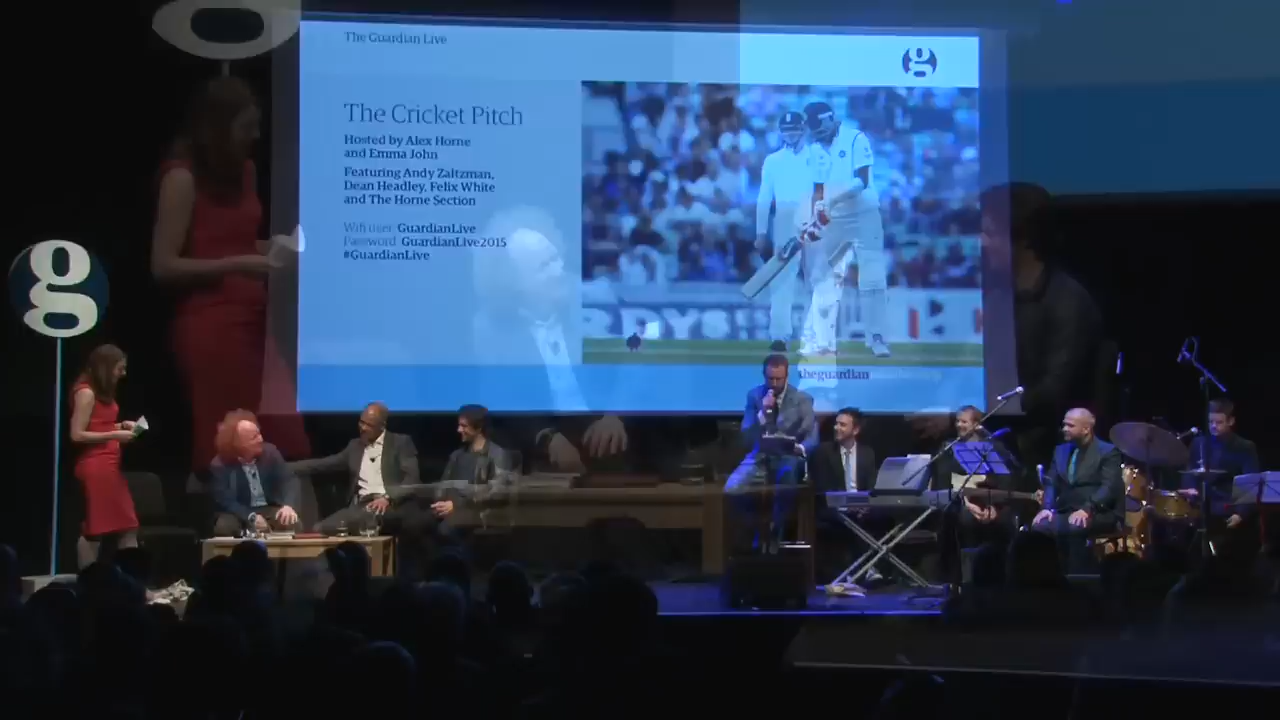 The Guardian Live
g
The Cricket Pitch
Hosted by Alex Horne
and Emma John
Featuring Andy Zaltzman,
Dean Headley, Felix White
and The Horne Section
Wifi user GuardianLive
Password GuardianLive2015
#GuardianLive
RDYS
theguardian
g